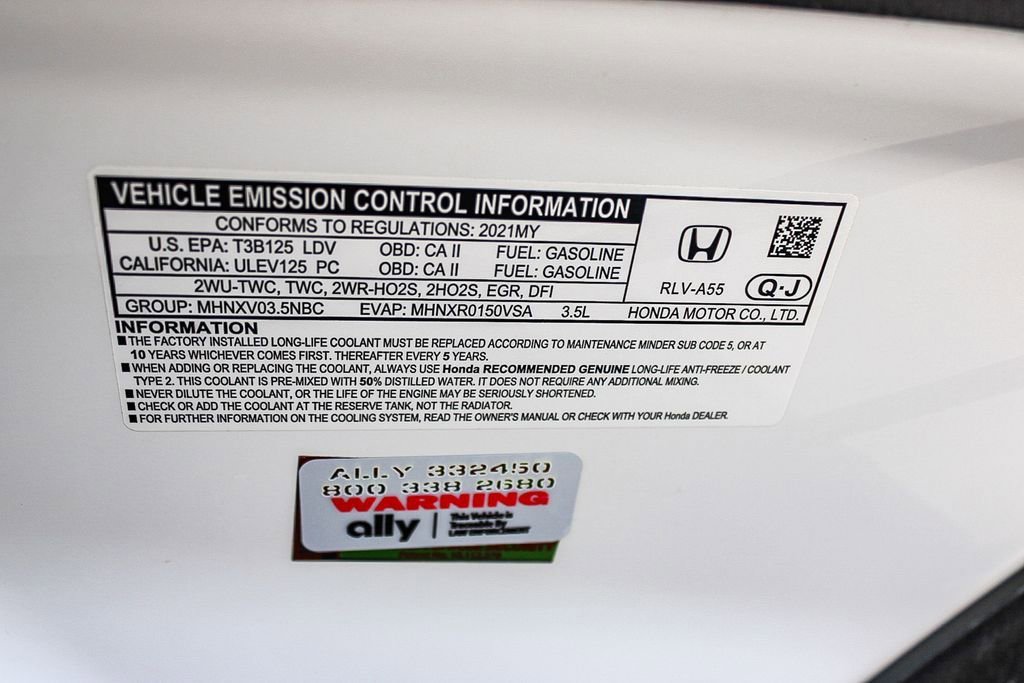 VEHICLE EMISSION CONTROL INFORMATION
CONFORMS TO REGULATIONS: 2021MY
U.S. EPA: T3B125 LDV OBD: CA II FUEL: GASOLINE
CALIFORNIA: ULEV125 PC OBD: CA II FUEL: GASOLINE
2WU-TWC, TWC, 2WR-HO2S, 2HO2S, EGR, DFI
RLV-A55 Q·J
GROUP: MHNXV03.5NBC EVAP: MHNXR0150VSA 3.5L HONDA MOTOR CO., LTD.
INFORMATION
■ THE FACTORY INSTALLED LONG-LIFE COOLANT MUST BE REPLACED ACCORDING TO MAINTENANCE MINDER SUB CODE 5, OR AT
10 YEARS WHICHEVER COMES FIRST. THEREAFTER EVERY 5 YEARS.
■ WHEN ADDING OR REPLACING THE COOLANT, ALWAYS USE Honda RECOMMENDED GENUINE LONG-LIFE ANTI-FREEZE / COOLANT
TYPE 2. THIS COOLANT IS PRE-MIXED WITH 50% DISTILLED WATER. IT DOES NOT REQUIRE ANY ADDITIONAL MIXING.
■ NEVER DILUTE THE COOLANT, OR THE LIFE OF THE ENGINE MAY BE SERIOUSLY SHORTENED.
■ CHECK OR ADD THE COOLANT AT THE RESERVE TANK, NOT THE RADIATOR.
■ FOR FURTHER INFORMATION ON THE COOLING SYSTEM, READ THE OWNER'S MANUAL OR CHECK WITH YOUR Honda DEALER.
ALLY 332450
800 338 2680
WARNING
ally
This Vehicle is
Traceable By
LAW ENFORCEMENT